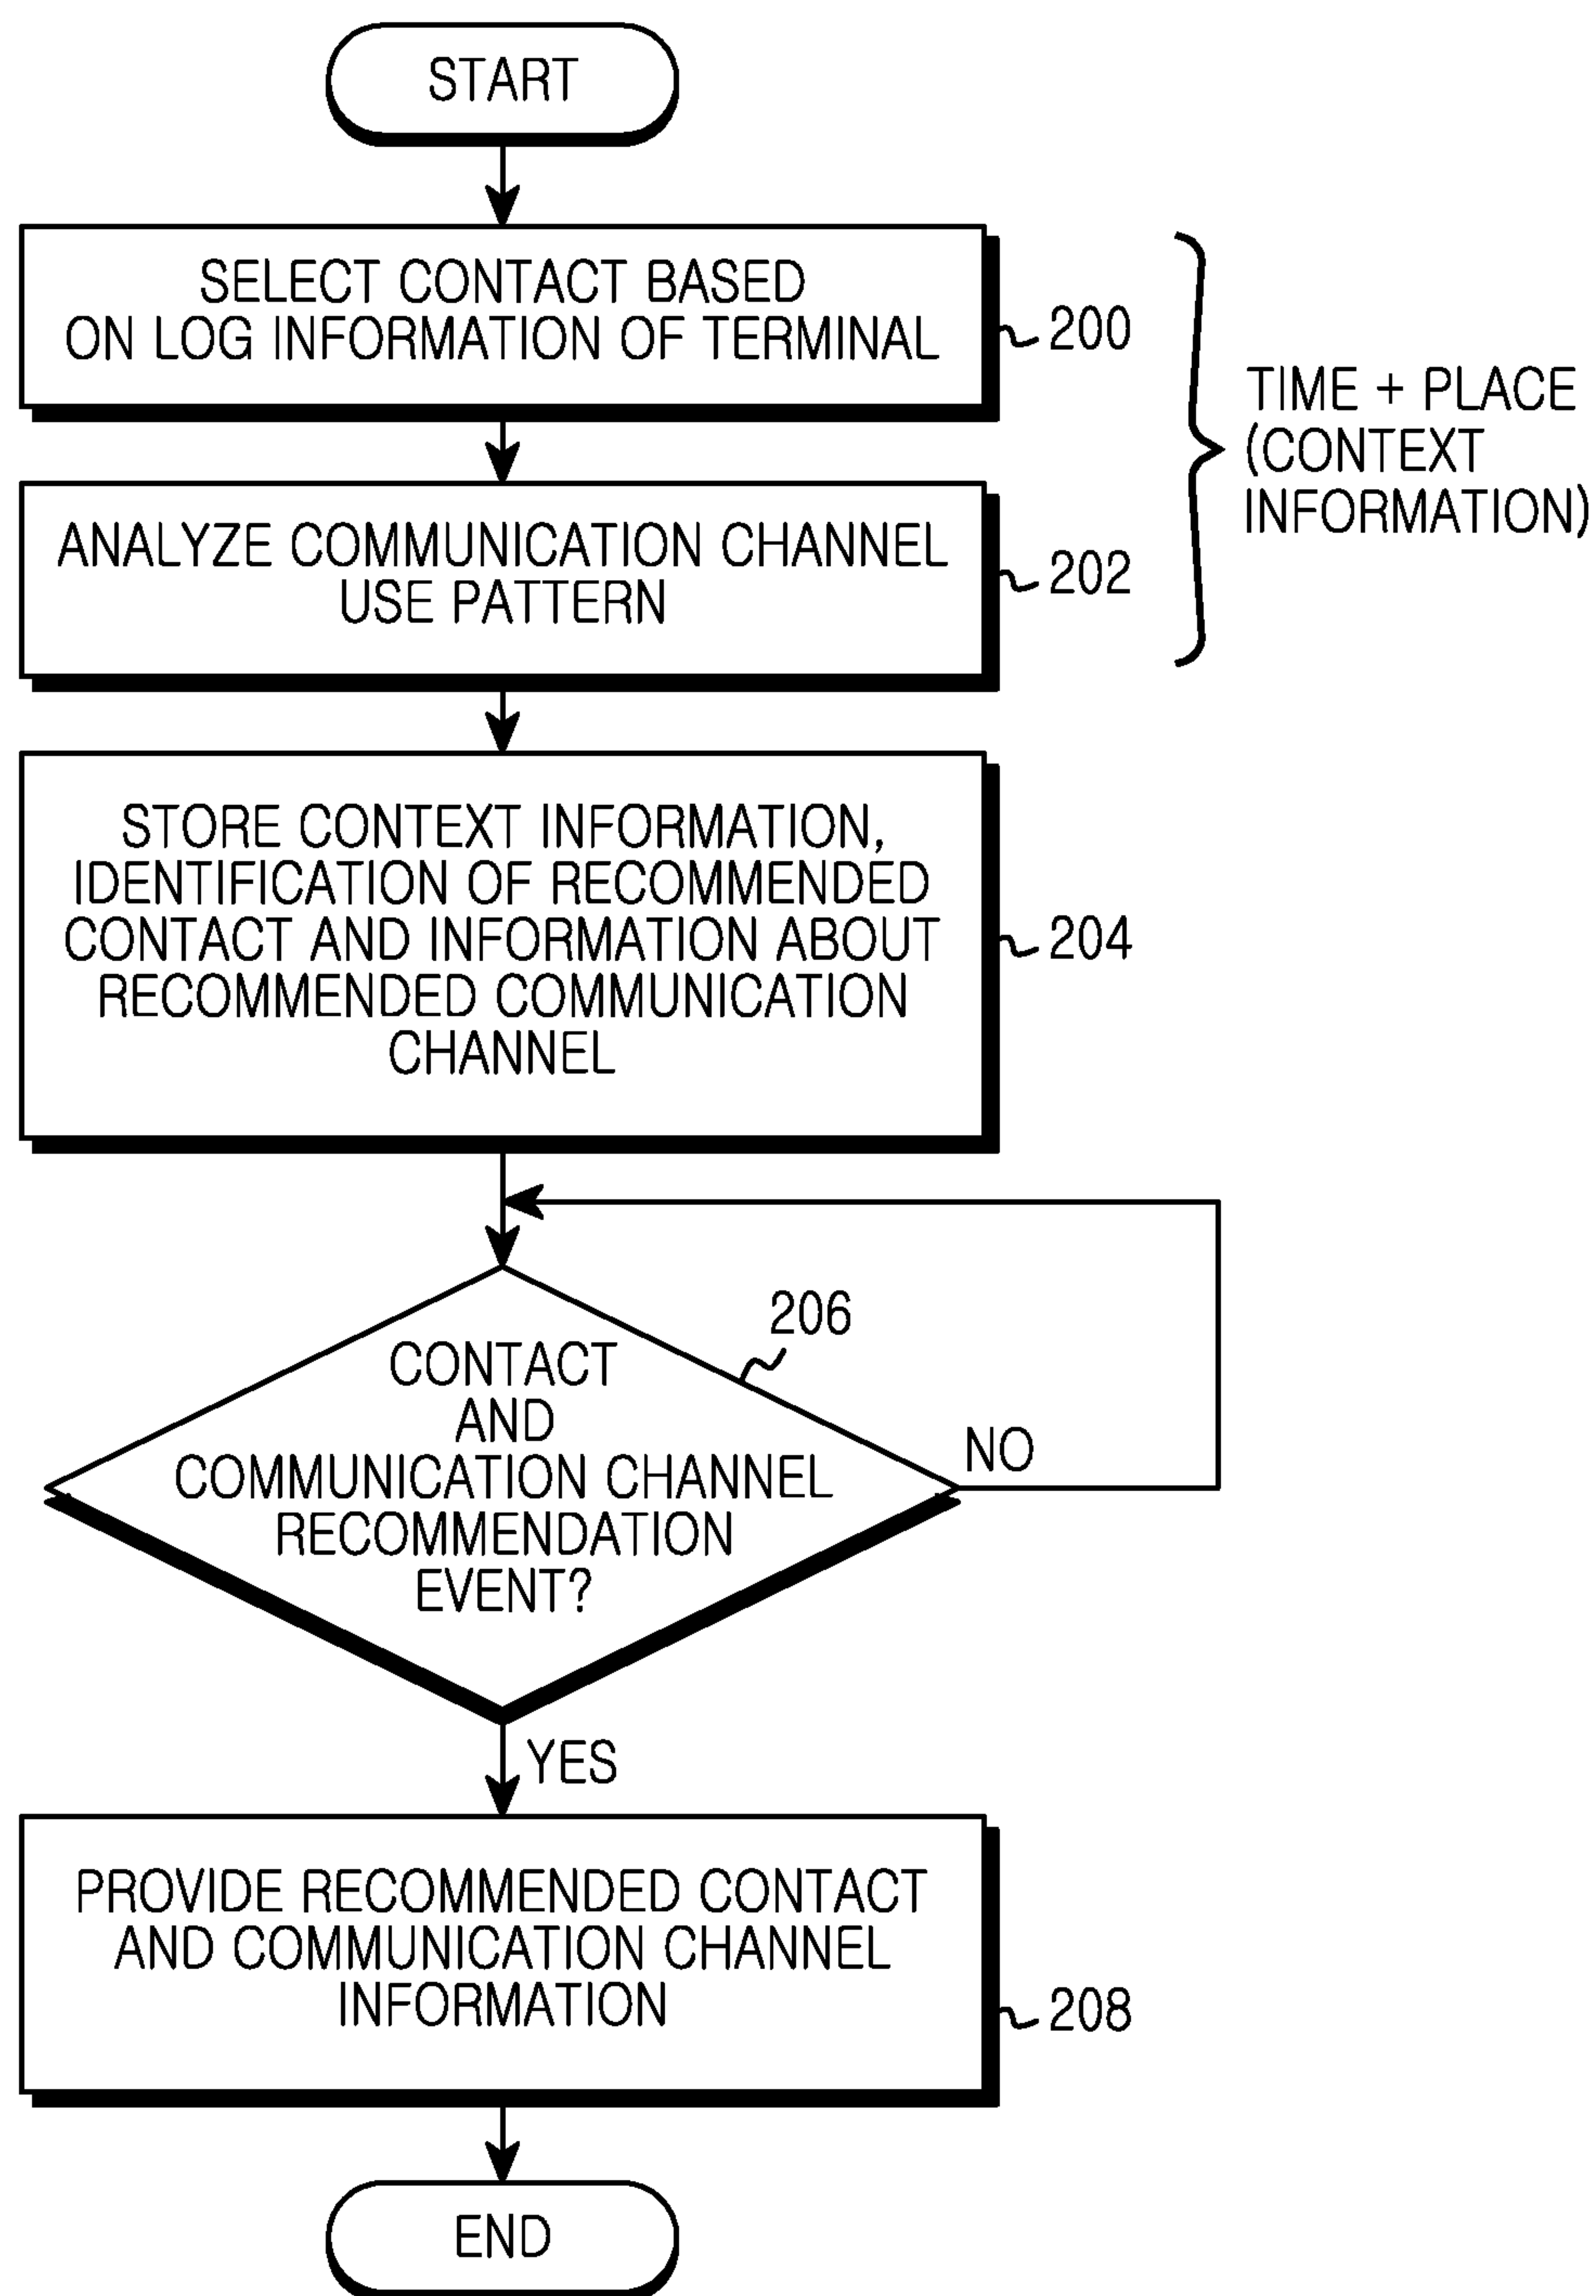 START
SELECT CONTACT BASED
ON LOG INFORMATION OF TERMINAL
200
TIME + PLACE
(CONTEXT
INFORMATION)
ANALYZE COMMUNICATION CHANNEL
USE PATTERN
202
STORE CONTEXT INFORMATION,
IDENTIFICATION OF RECOMMENDED
CONTACT AND INFORMATION ABOUT
RECOMMENDED COMMUNICATION
CHANNEL
204
206
CONTACT
AND
COMMUNICATION CHANNEL
RECOMMENDATION
EVENT?
NO
YES
PROVIDE RECOMMENDED CONTACT
AND COMMUNICATION CHANNEL
INFORMATION
208
END